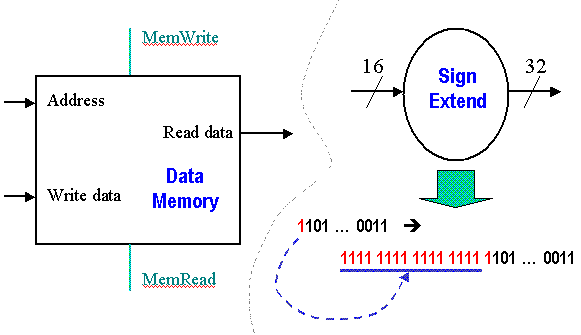 MemWrite
Address
Read data
Write data
Data
Memory
MemRead
16
32
Sign
Extend
1101 ... 0011 ➔
1111 1111 1111 1111 1101 ... 0011